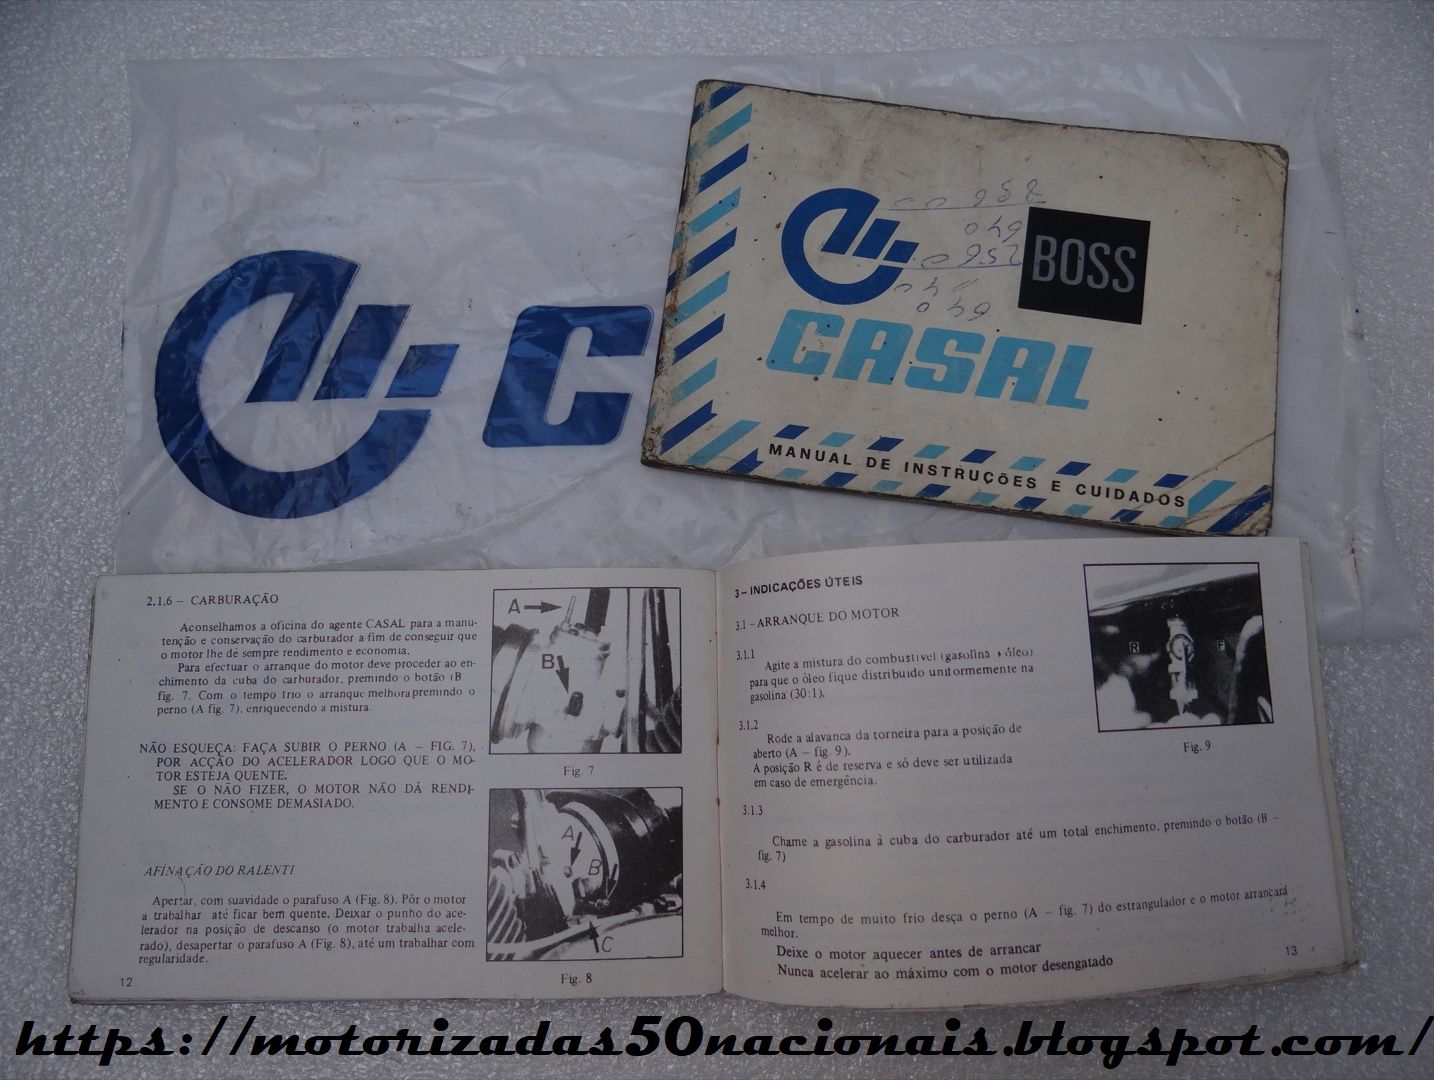 C
BOSS
CASAL
MANUAL DE INSTRUÇÕES E CUIDADOS
2.1.6 – CARBURAÇÃO
Aconselhamos a oficina do agente CASAL para a manu-
tenção e conservação do carburador a fim de conseguir que
o motor lhe de sempre rendimento e economia.
Para efectuar o arranque do motor deve proceder ao en-
chimento da cuba do carburador, premindo o botão (B
fig. 7. Com o tempo frio o arranque melhora premindo o
perno (A fig. 7), enriquecendo a mistura.
NÃO ESQUEÇA: FAÇA SUBIR O PERNO (A – FIG. 7),
POR ACÇÃO DO ACELERADOR LOGO QUE O MO-
TOR ESTEJA QUENTE.
SE O NÃO FIZER, O MOTOR NÃO DÁ RENDI-
MENTO E CONSOME DEMASIADO.
AFINAÇÃO DO RALENTI
Apertar, com suavidade o parafuso A (Fig. 8). Pôr o motor
a trabalhar até ficar bem quente. Deixar o punho do ace-
lerador na posição de descanso (o motor trabalha acele-
rado), desapertar o parafuso A (Fig. 8), até um trabalhar com
regularidade.
12
A
B
Fig. 7
A
B
C
Fig. 8
3 – INDICAÇÕES ÚTEIS
3.1 – ARRANQUE DO MOTOR
3.1.1
Agite a mistura do combustível (gasolina + óleo)
para que o óleo fique distribuido uniformemente na
gasolina (30:1).
3.1.2
Rode a alavanca da torneira para a posição de
aberto (A – fig. 9).
A posição R é de reserva e só deve ser utilizada
em caso de emergência.
R
F
A
Fig. 9
3.1.3
Chame a gasolina à cuba do carburador até um total enchimento, premindo o botão (B –
fig. 7)
3.1.4
Em tempo de muito frio desça o perno (A – fig. 7) do estrangulador e o motor arrancará
melhor.
Deixe o motor aquecer antes de arrancar
Nunca acelerar ao máximo com o motor desengatado
13
https://motorizadas50nacionais.blogspot.com/